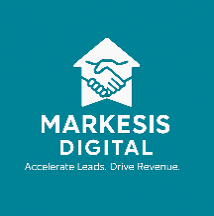 MARKESIS
DIGITAL
Accelerate Leads. Drive Revenue.